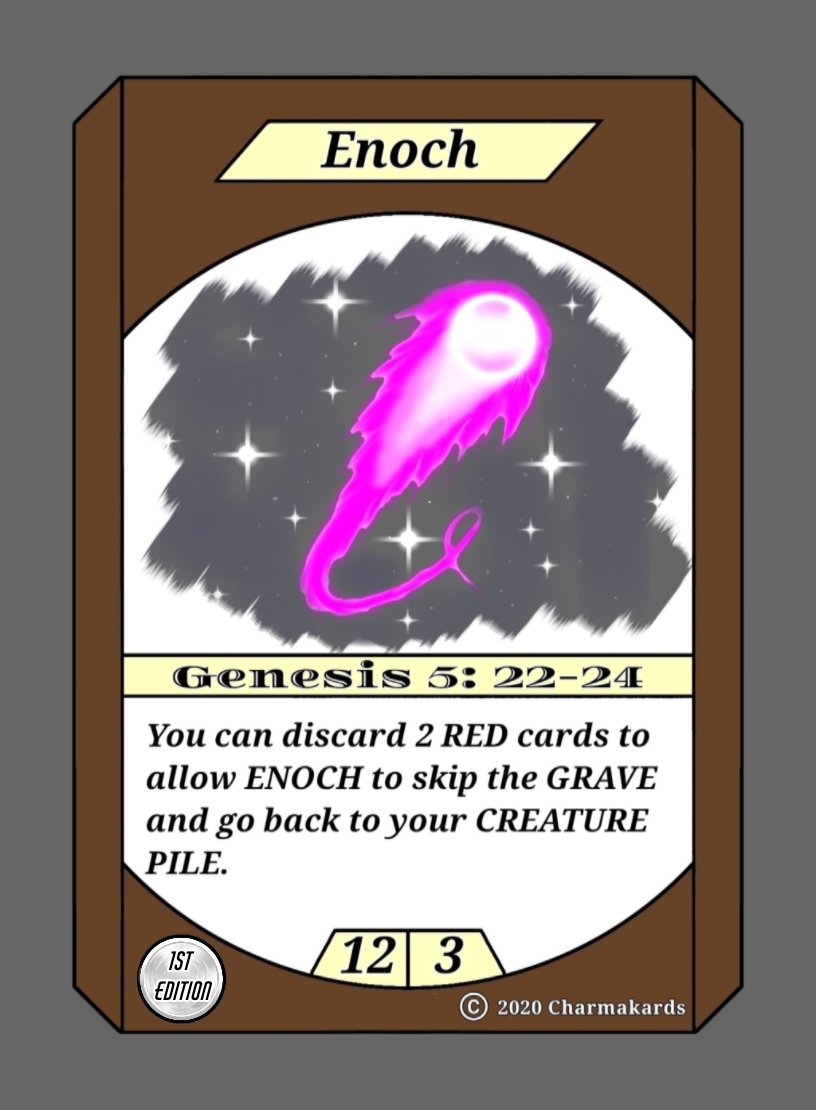 Enoch
Genesis 5: 22-24
You can discard 2 RED cards to
allow ENOCH to skip the GRAVE
and go back to your CREATURE
PILE.
12 3
1ST
EDITION
© 2020 Charmakards